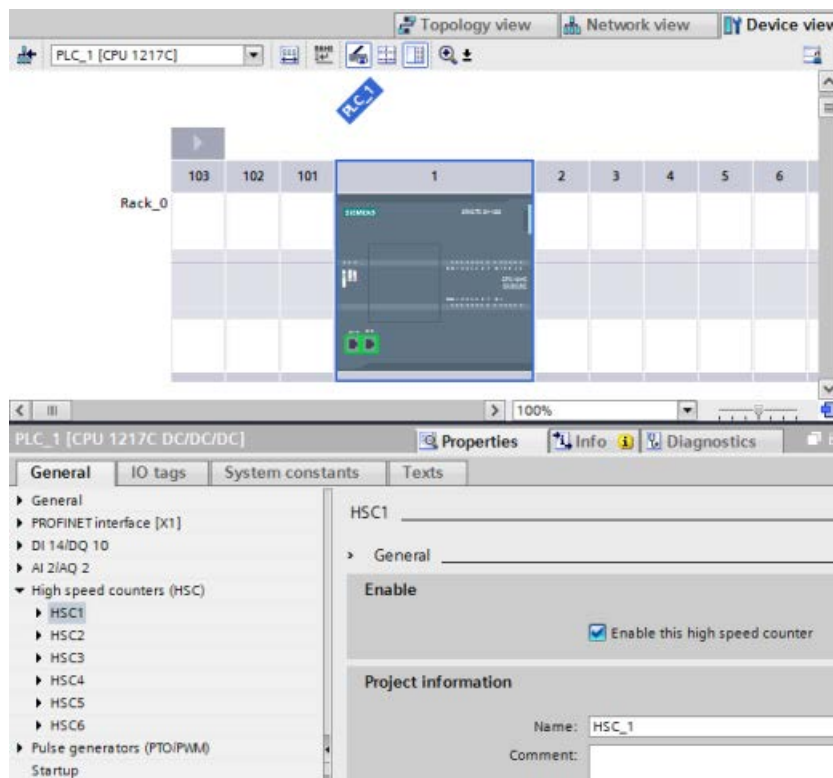 Topology view Network view Device view
PLC_1 [CPU 1217C]
PLC_1
103 102 101 1 2 3 4 5 6
Rack_0
SIEMENS
100%
PLC_1 [CPU 1217C DC/DC/DC] Properties Info Diagnostics
General IO tags System constants Texts
General
PROFINET interface [X1]
DI 14/DQ 10
AI 2/AQ 2
High speed counters (HSC)
HSC1
HSC2
HSC3
HSC4
HSC5
HSC6
Pulse generators (PTO/PWM)
Startup
HSC1
General
Enable
Enable this high speed counter
Project information
Name: HSC_1
Comment: